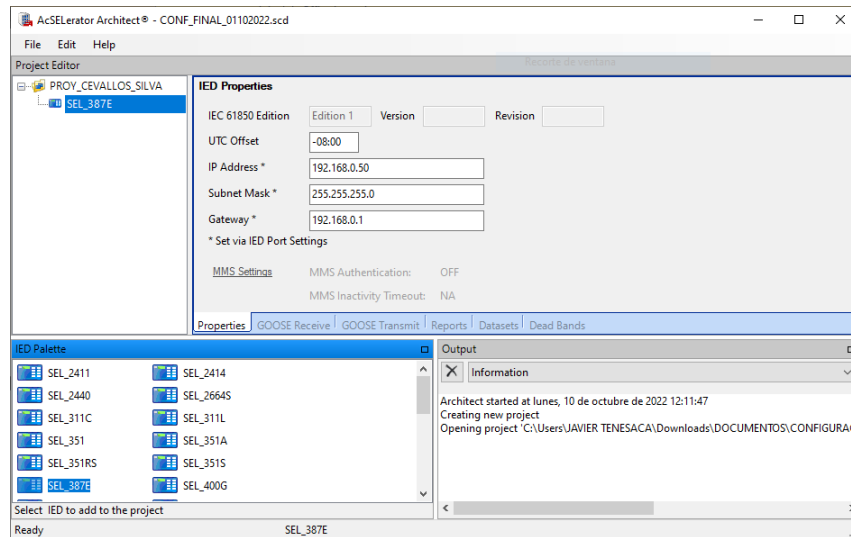 AcSELerator Architect® - CONF_FINAL_01102022.scd
File Edit Help
Project Editor
Recorte de ventana
PROY_CEVALLOS_SILVA
SEL_387E
IED Properties
IEC 61850 Edition Edition 1 Version Revision
UTC Offset -08:00
IP Address * 192.168.0.50
Subnet Mask * 255.255.255.0
Gateway * 192.168.0.1
* Set via IED Port Settings
MMS Settings MMS Authentication: OFF
MMS Inactivity Timeout: NA
Properties GOOSE Receive GOOSE Transmit Reports Datasets Dead Bands
IED Palette
SEL_2411 SEL_2414
SEL_2440 SEL_2664S
SEL_311C SEL_311L
SEL_351 SEL_351A
SEL_351RS SEL_351S
SEL_387E SEL_400G
Select IED to add to the project
Output
Information
Architect started at lunes, 10 de octubre de 2022 12:11:47
Creating new project
Opening project 'C:\Users\JAVIER TENESACA\Downloads\DOCUMENTOS\CONFIGURA
Ready SEL_387E